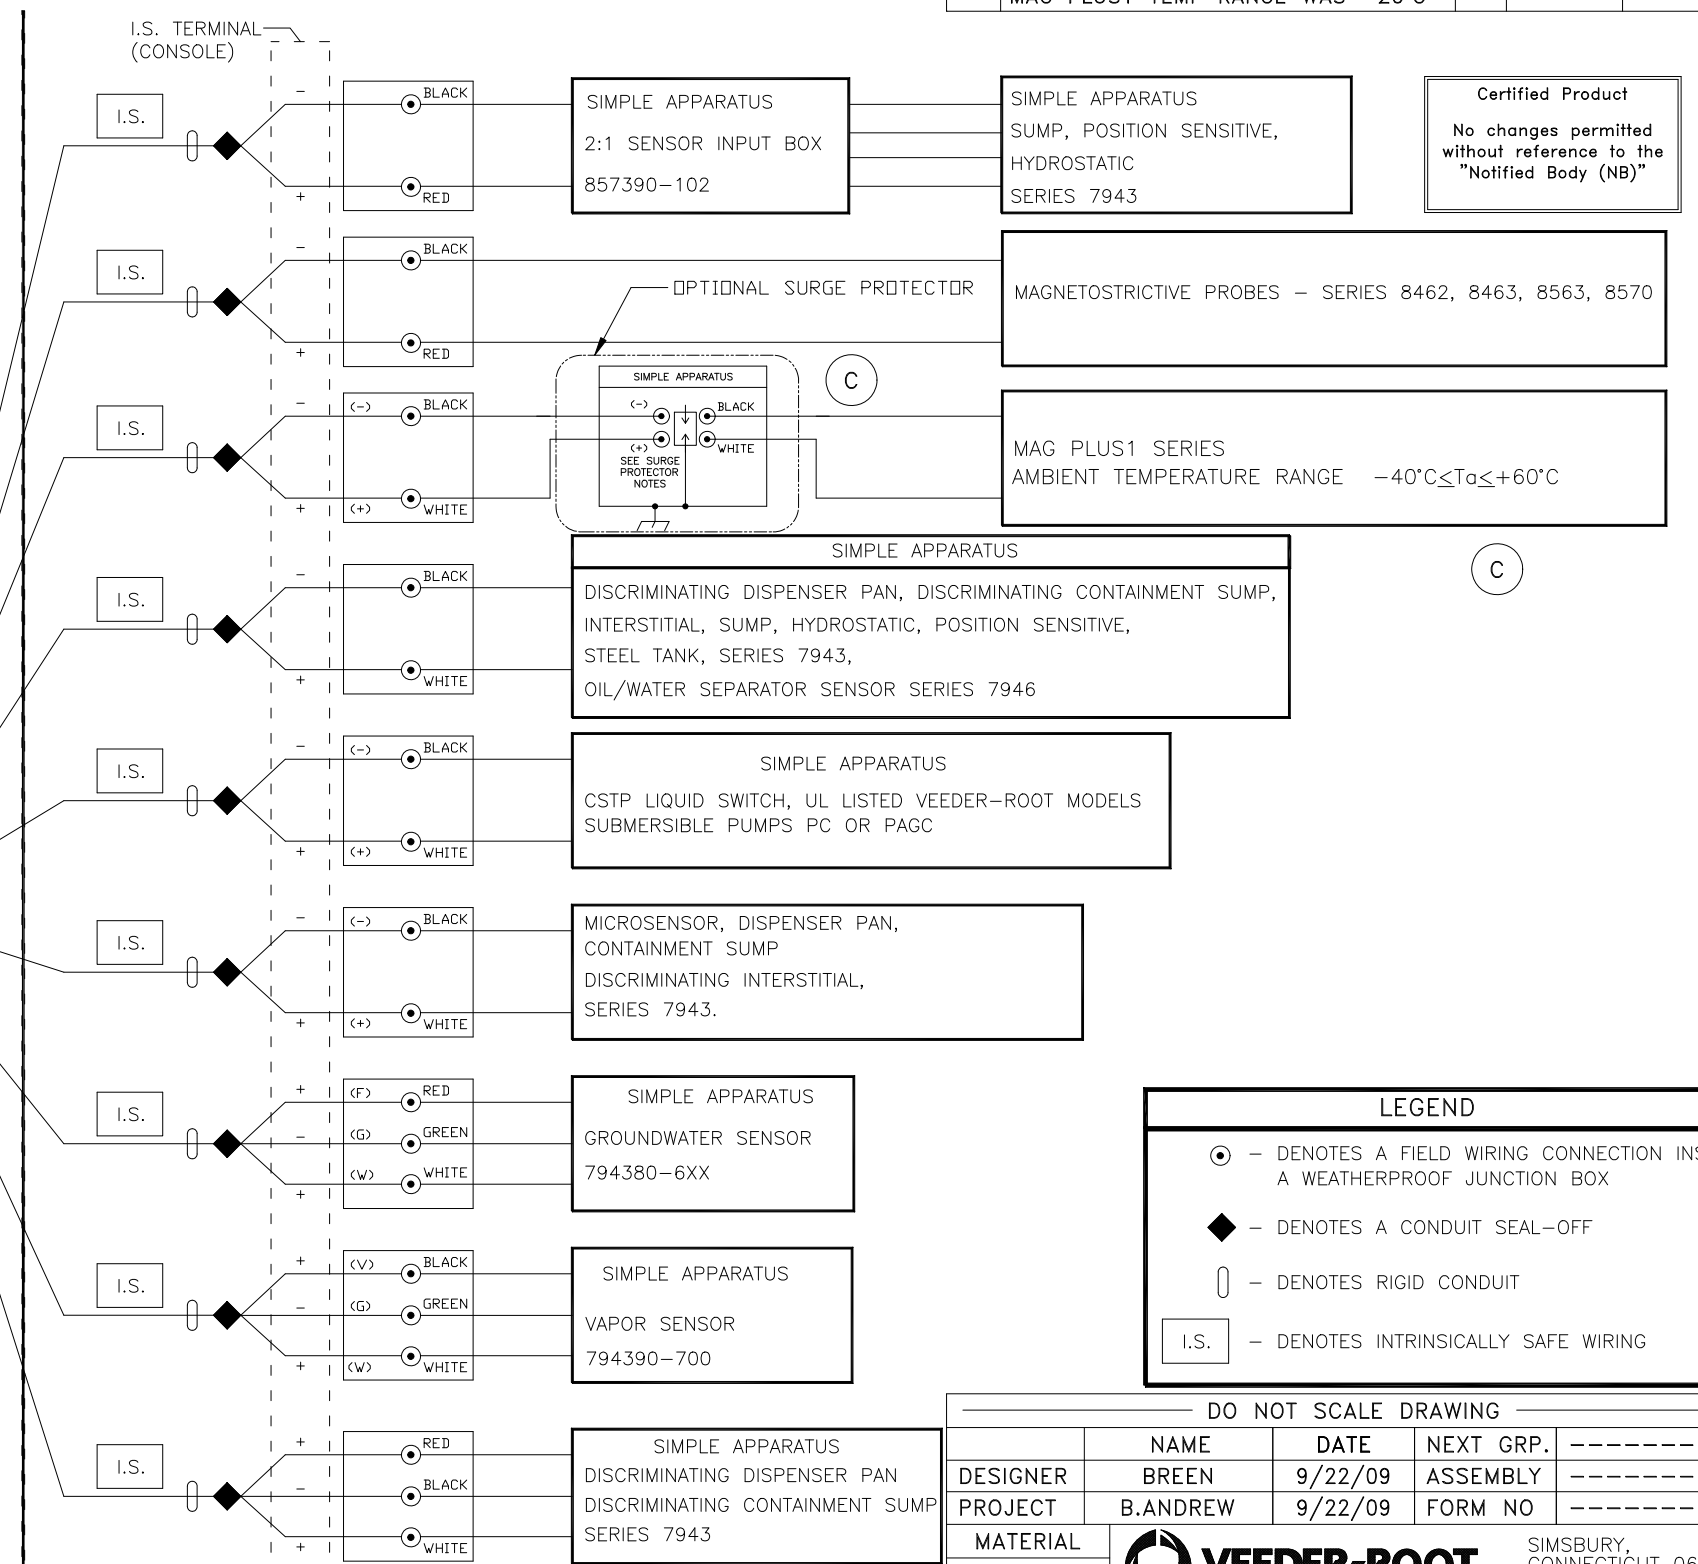 MAG PLUS1 TEMP RANGE WAS -20°C
I.S. TERMINAL
(CONSOLE)
I.S.
-
+
BLACK
RED
SIMPLE APPARATUS
2:1 SENSOR INPUT BOX
857390-102
SIMPLE APPARATUS
SUMP, POSITION SENSITIVE,
HYDROSTATIC
SERIES 7943
Certified Product
No changes permitted
without reference to the
"Notified Body (NB)"
I.S.
-
+
BLACK
RED
MAGNETOSTRICTIVE PROBES - SERIES 8462, 8463, 8563, 8570
OPTIONAL SURGE PROTECTOR
C
I.S.
-
+
(-)
BLACK
(+)
WHITE
SIMPLE APPARATUS
(-)
BLACK
(+)
WHITE
SEE SURGE
PROTECTOR
NOTES
MAG PLUS1 SERIES
AMBIENT TEMPERATURE RANGE -40°C≤Ta≤+60°C
C
I.S.
-
+
BLACK
WHITE
SIMPLE APPARATUS
DISCRIMINATING DISPENSER PAN, DISCRIMINATING CONTAINMENT SUMP,
INTERSTITIAL, SUMP, HYDROSTATIC, POSITION SENSITIVE,
STEEL TANK, SERIES 7943,
OIL/WATER SEPARATOR SENSOR SERIES 7946
I.S.
-
+
(-)
BLACK
(+)
WHITE
SIMPLE APPARATUS
CSTP LIQUID SWITCH, UL LISTED VEEDER-ROOT MODELS
SUBMERSIBLE PUMPS PC OR PAGC
I.S.
-
+
(-)
BLACK
(+)
WHITE
MICROSENSOR, DISPENSER PAN,
CONTAINMENT SUMP
DISCRIMINATING INTERSTITIAL,
SERIES 7943.
I.S.
+
-
+
(F)
RED
(G)
GREEN
(W)
WHITE
SIMPLE APPARATUS
GROUNDWATER SENSOR
794380-6XX
I.S.
+
-
+
(V)
BLACK
(G)
GREEN
(W)
WHITE
SIMPLE APPARATUS
VAPOR SENSOR
794390-700
I.S.
+
-
+
RED
BLACK
WHITE
SIMPLE APPARATUS
DISCRIMINATING DISPENSER PAN
DISCRIMINATING CONTAINMENT SUMP
SERIES 7943
LEGEND
- DENOTES A FIELD WIRING CONNECTION INS
A WEATHERPROOF JUNCTION BOX
- DENOTES A CONDUIT SEAL-OFF
- DENOTES RIGID CONDUIT
I.S. - DENOTES INTRINSICALLY SAFE WIRING
DO NOT SCALE DRAWING
NAME DATE NEXT GRP. -------
DESIGNER BREEN 9/22/09 ASSEMBLY -------
PROJECT B.ANDREW 9/22/09 FORM NO -------
MATERIAL
VEEDER-ROOT
SIMSBURY,
CONNECTICUT 06